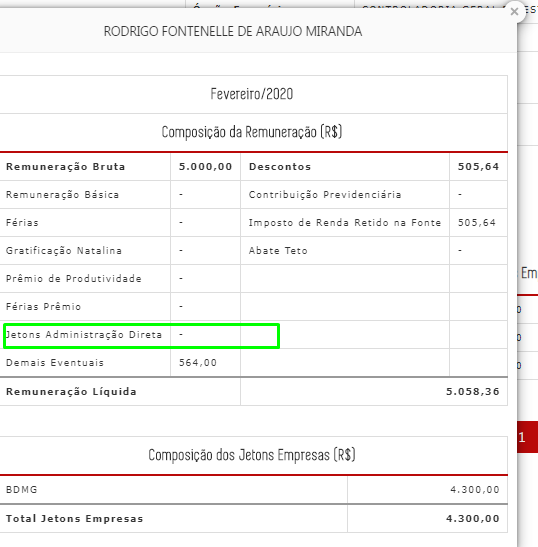 CONTROLADORIA GERAL
RODRIGO FONTENELLE DE ARAUJO MIRANDA
Fevereiro/2020
Composição da Remuneração (R$)
Remuneração Bruta 5.000,00 Descontos 505,64
Remuneração Básica - Contribuição Previdenciária -
Férias - Imposto de Renda Retido na Fonte 505,64
Gratificação Natalina - Abate Teto -
Prêmio de Produtividade -
Férias Prêmio -
Jetons Administração Direta -
Demais Eventuais 564,00
Remuneração Líquida 5.058,36
Composição dos Jetons Empresas (R$)
BDMG 4.300,00
Total Jetons Empresas 4.300,00
Em
0
0
0
1